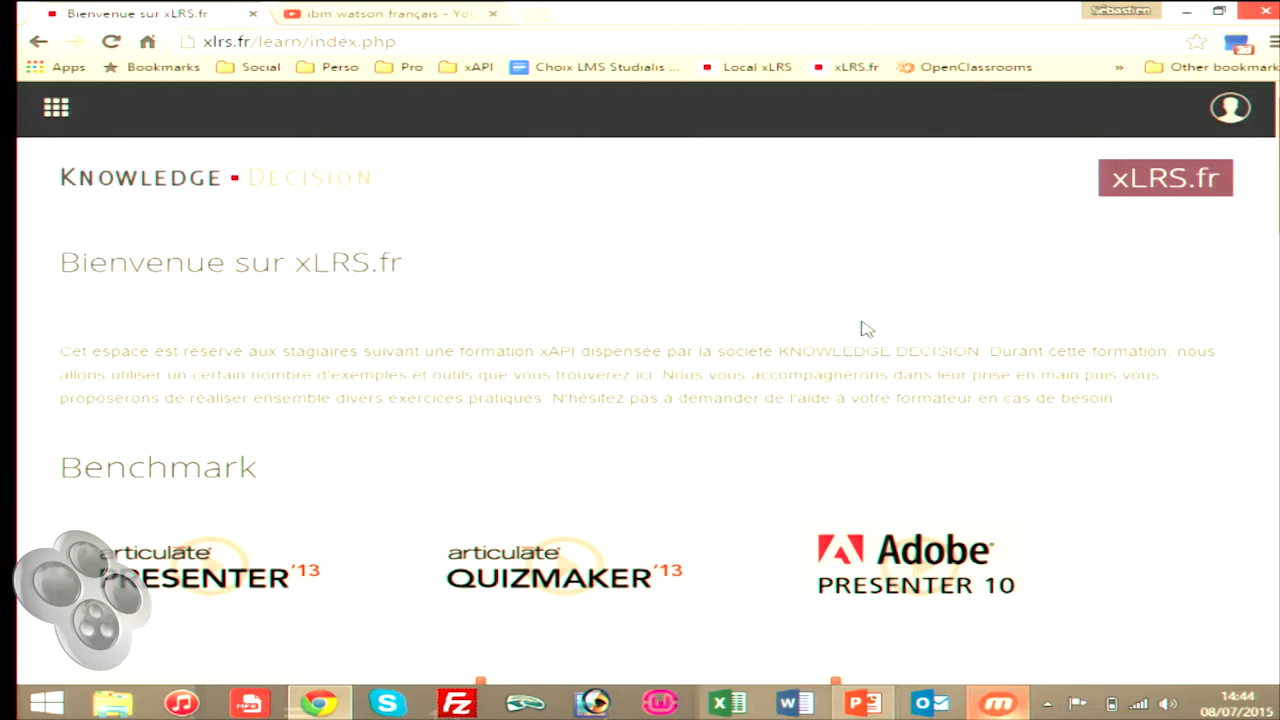 Bienvenue sur xLRS.fr
ibm watson français - Yo
Sébastien
xlrs.fr/learn/index.php
Apps Bookmarks Social Perso Pro xAPI Choix LMS Studialis ... Local xLRS xLRS.fr OpenClassrooms » Other bookmark
KNOWLEDGE DECISION
xLRS.fr
Bienvenue sur xLRS.fr
Cet espace est réservé aux stagiaires suivant une formation xAPI dispensée par la société KNOWLEDGE DECISION. Durant cette formation, nous
allons utiliser un certain nombre d'exemples et outils que vous trouverez ici. Nous vous accompagnerons dans leur prise en main puis vous
proposerons de réaliser ensemble divers exercices pratiques. N'hésitez pas à demander de l'aide à votre formateur en cas de besoin
Benchmark
articulate
PRESENTER '13
articulate
QUIZMAKER '13
Adobe
PRESENTER 10
14:44
08/07/2015